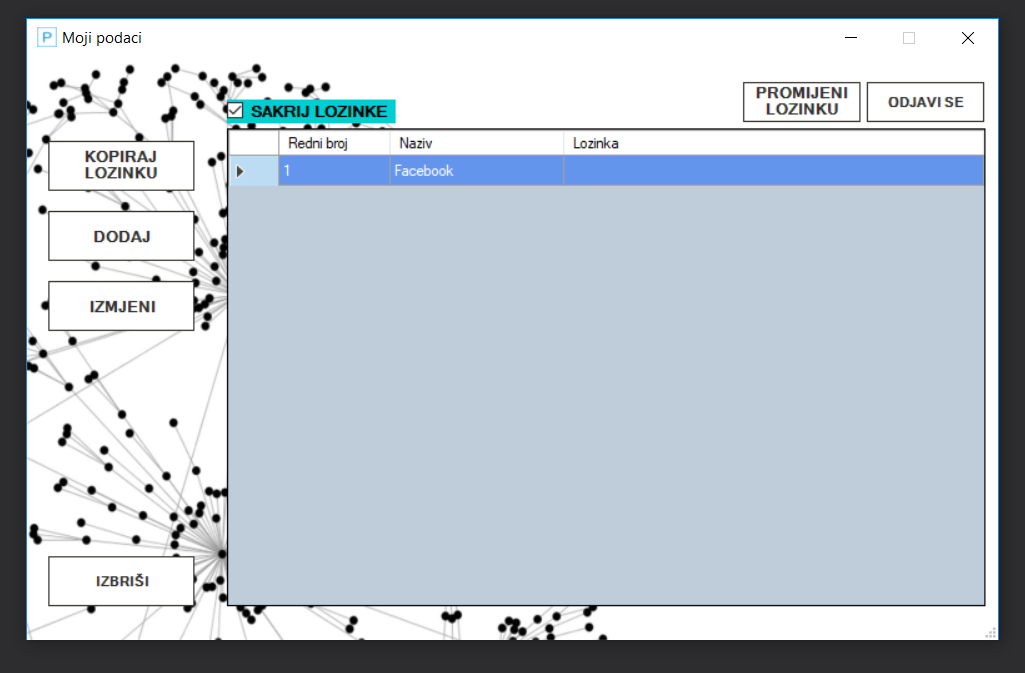 P Moji podaci
PROMIJENI
LOZINKU
ODJAVI SE
SAKRIJ LOZINKE
Redni broj Naziv Lozinka
1 Facebook
KOPIRAJ
LOZINKU
DODAJ
IZMJENI
IZBRIŠI